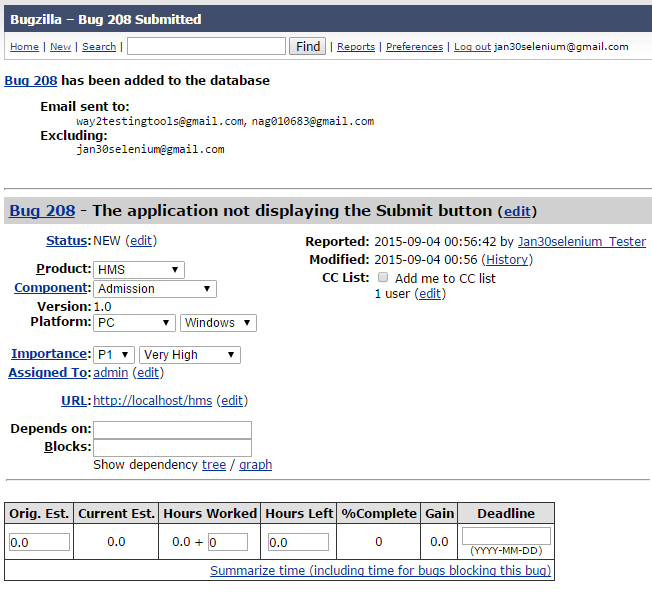 Bugzilla – Bug 208 Submitted
Home | New | Search | Find | Reports | Preferences | Log out jan30selenium@gmail.com
Bug 208 has been added to the database
Email sent to:
way2testingtools@gmail.com, nag010683@gmail.com
Excluding:
jan30selenium@gmail.com
Bug 208 - The application not displaying the Submit button (edit)
Status: NEW (edit)
Product: HMS
Component: Admission
Version: 1.0
Platform: PC Windows
Importance: P1 Very High
Assigned To: admin (edit)
URL: http://localhost/hms (edit)
Depends on:
Blocks:
Show dependency tree / graph
Reported: 2015-09-04 00:56:42 by Jan30selenium_Tester
Modified: 2015-09-04 00:56 (History)
CC List: Add me to CC list
1 user (edit)
Orig. Est. Current Est. Hours Worked Hours Left %Complete Gain Deadline
0.0 0.0 0.0 + 0 0.0 0 0.0
(YYYY-MM-DD)
Summarize time (including time for bugs blocking this bug)